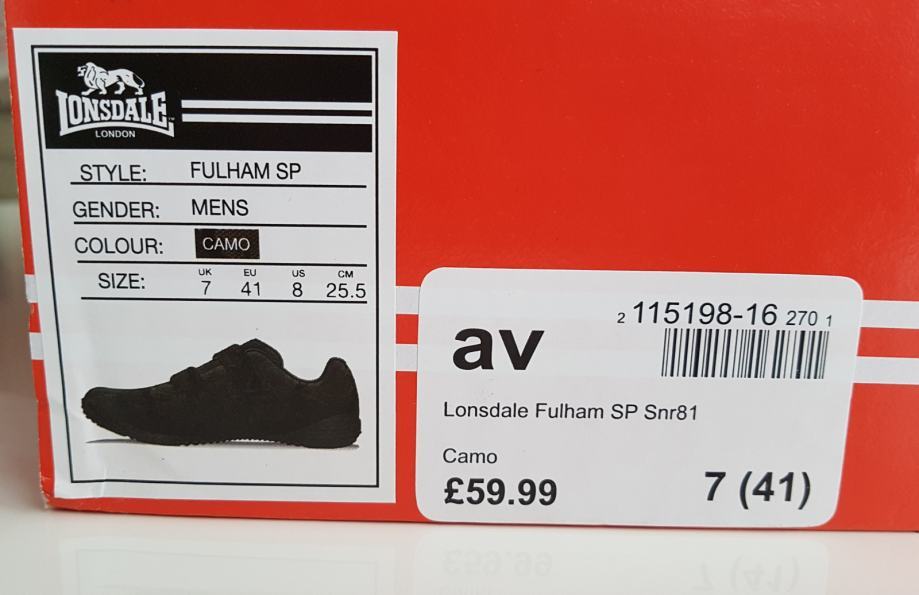 LONSDALE
LONDON
STYLE: FULHAM SP
GENDER: MENS
COLOUR: CAMO
SIZE: UK 7 EU 41 US 8 CM 25.5
2 115198-16 270 1
av
Lonsdale Fulham SP Snr81
Camo
£59.99 7 (41)